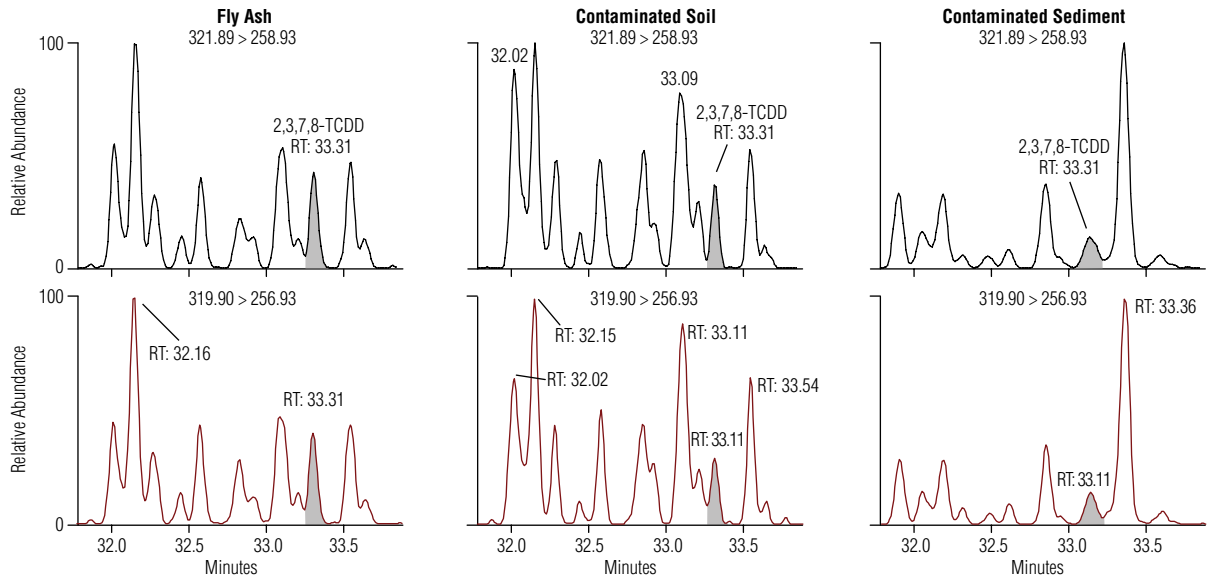 Fly Ash
321.89 > 258.93
Relative Abundance
100
0
2,3,7,8-TCDD
RT: 33.31
Contaminated Soil
321.89 > 258.93
32.02
33.09
2,3,7,8-TCDD
RT: 33.31
Contaminated Sediment
321.89 > 258.93
2,3,7,8-TCDD
RT: 33.31
319.90 > 256.93
Relative Abundance
100
0
RT: 32.16
RT: 33.31
32.0
32.5
33.0
33.5
Minutes
319.90 > 256.93
RT: 32.15
RT: 32.02
RT: 33.11
RT: 33.11
RT: 33.54
32.0
32.5
33.0
33.5
Minutes
319.90 > 256.93
RT: 33.36
RT: 33.11
32.0
32.5
33.0
33.5
Minutes